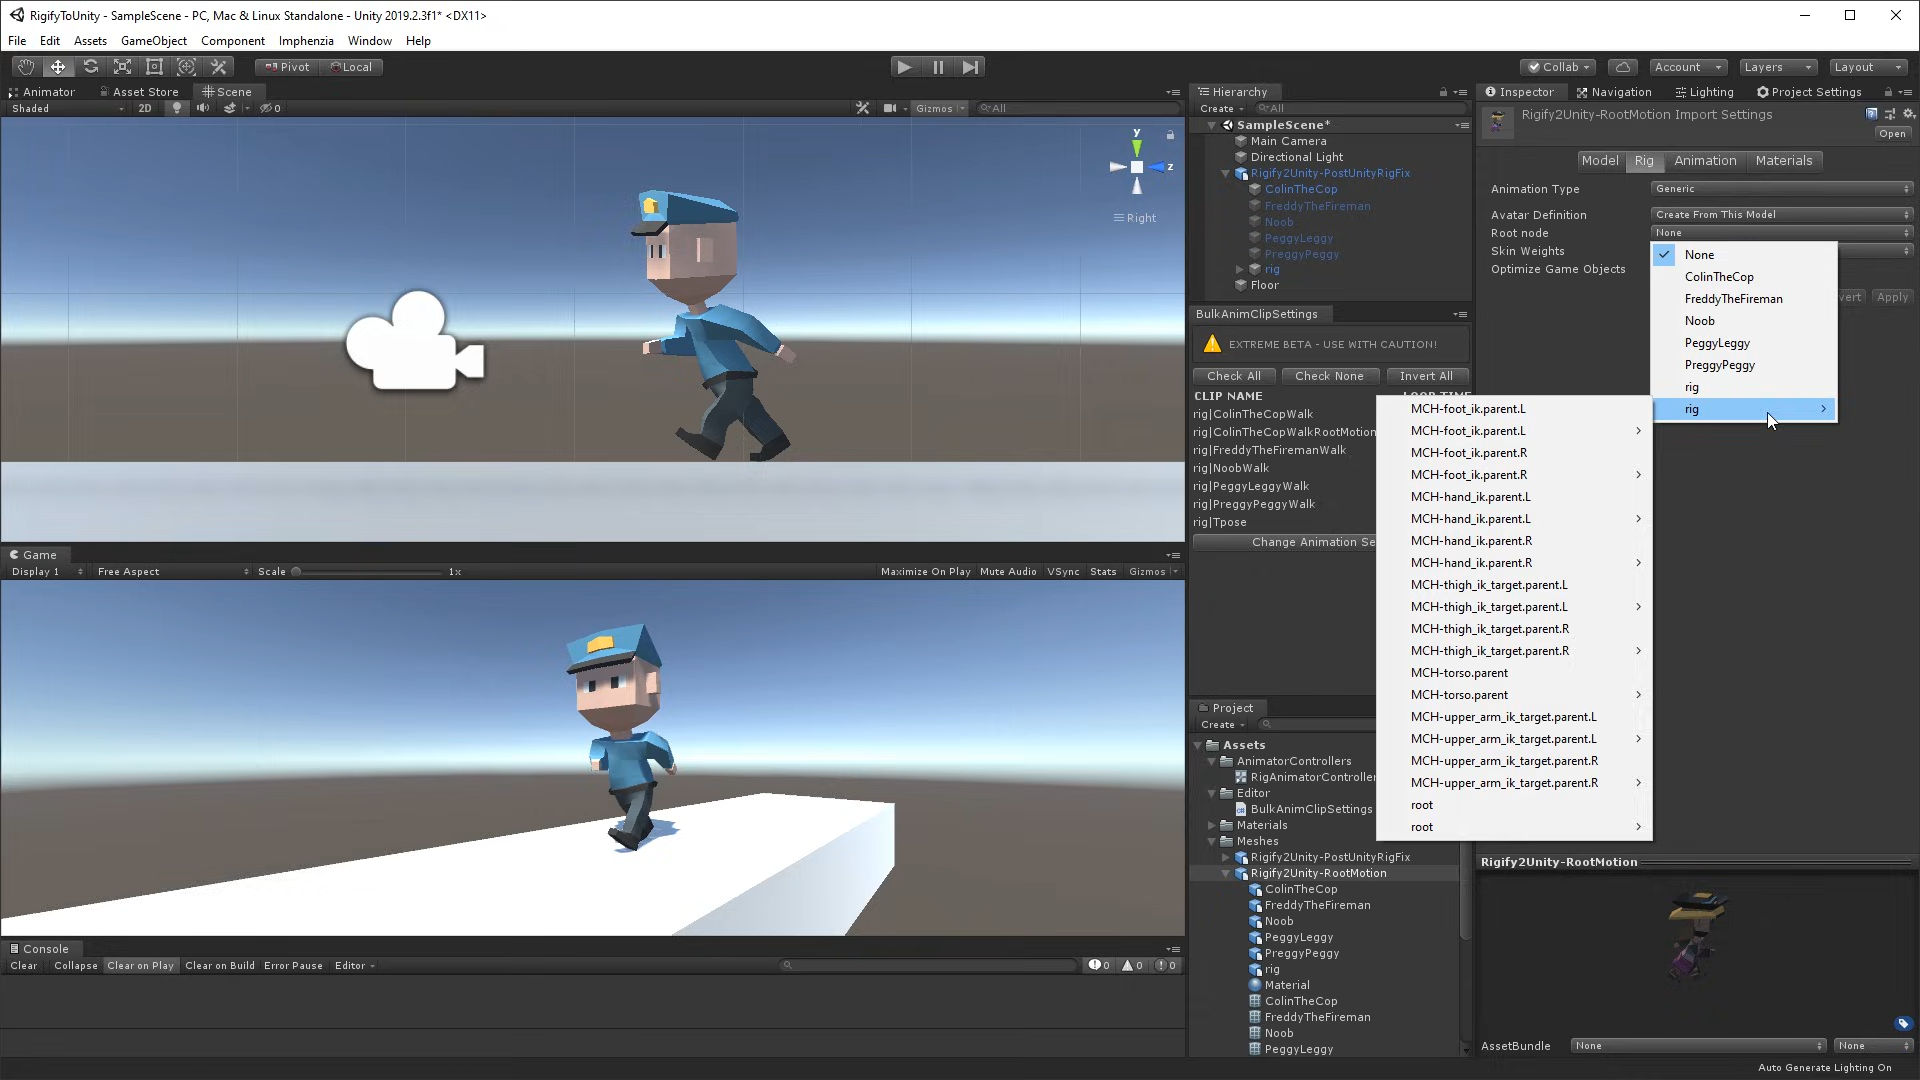 RigifyToUnity - SampleScene - PC, Mac & Linux Standalone - Unity 2019.2.3f1* <DX11>
File Edit Assets GameObject Component Imphenzia Window Help
Pivot Local
Collab Account Layers Layout
Animator Asset Store Scene
Shaded 2D 0 Gizmos All
y
z
Right
Hierarchy
Create All
SampleScene*
Main Camera
Directional Light
Rigify2Unity-PostUnityRigFix
ColinTheCop
FreddyTheFireman
Noob
PeggyLeggy
PreggyPeggy
rig
Floor
BulkAnimClipSettings
EXTREME BETA - USE WITH CAUTION!
Check All Check None Invert All
CLIP NAME LOOP TIME
rig|ColinTheCopWalk
rig|ColinTheCopWalkRootMotion
rig|FreddyTheFiremanWalk
rig|NoobWalk
rig|PeggyLeggyWalk
rig|PreggyPeggyWalk
rig|Tpose
Change Animation Se
Inspector Navigation Lighting Project Settings
Rigify2Unity-RootMotion Import Settings
Open
Model Rig Animation Materials
Animation Type Generic
Avatar Definition Create From This Model
Root node None
Skin Weights
Optimize Game Objects
vert Apply
None
ColinTheCop
FreddyTheFireman
Noob
PeggyLeggy
PreggyPeggy
rig
rig
MCH-foot_ik.parent.L
MCH-foot_ik.parent.L
MCH-foot_ik.parent.R
MCH-foot_ik.parent.R
MCH-hand_ik.parent.L
MCH-hand_ik.parent.L
MCH-hand_ik.parent.R
MCH-hand_ik.parent.R
MCH-thigh_ik_target.parent.L
MCH-thigh_ik_target.parent.L
MCH-thigh_ik_target.parent.R
MCH-thigh_ik_target.parent.R
MCH-torso.parent
MCH-torso.parent
MCH-upper_arm_ik_target.parent.L
MCH-upper_arm_ik_target.parent.L
MCH-upper_arm_ik_target.parent.R
MCH-upper_arm_ik_target.parent.R
root
root
Game
Display 1 Free Aspect Scale 1x Maximize On Play Mute Audio VSync Stats Gizmos
Console
Clear Collapse Clear on Play Clear on Build Error Pause Editor 0 0 0
Project
Create
Assets
AnimatorControllers
RigAnimatorController
Editor
BulkAnimClipSettings
Materials
Meshes
Rigify2Unity-PostUnityRigFix
Rigify2Unity-RootMotion
ColinTheCop
FreddyTheFireman
Noob
PeggyLeggy
PreggyPeggy
rig
Material
ColinTheCop
FreddyTheFireman
Noob
PeggyLeggy
Rigify2Unity-RootMotion
AssetBundle None None
Auto Generate Lighting On